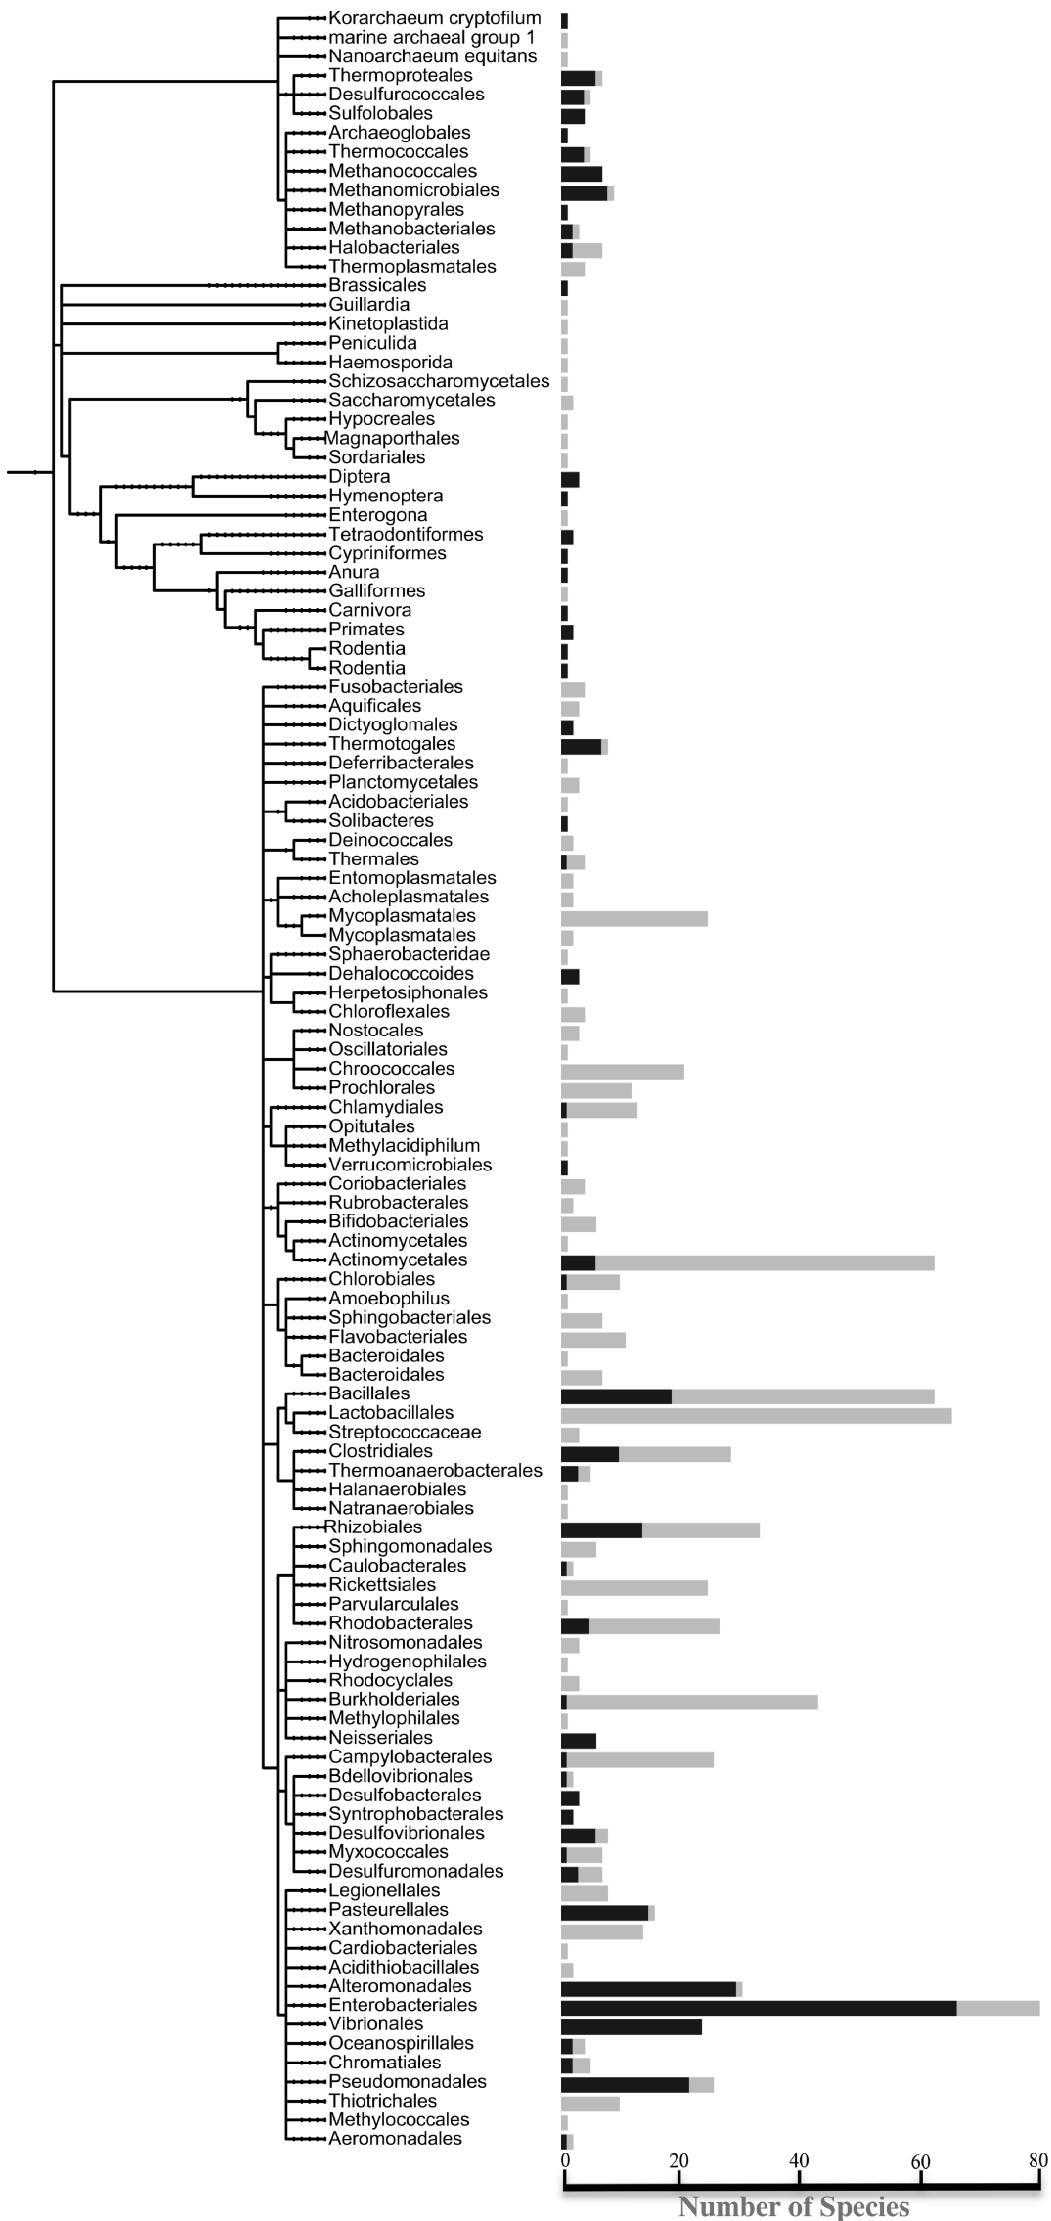 Korarchaeum cryptofilum
marine archaeal group 1
Nanoarchaeum equitans
Thermoproteales
Desulfurococcales
Sulfolobales
Archaeoglobales
Thermococcales
Methanococcales
Methanomicrobiales
Methanopyrales
Methanobacteriales
Halobacteriales
Thermoplasmatales
Brassicales
Guillardia
Kinetoplastida
Peniculida
Haemosporida
Schizosaccharomycetales
Saccharomycetales
Hypocreales
Magnaporthales
Sordariales
Diptera
Hymenoptera
Enterogona
Tetraodontiformes
Cypriniformes
Anura
Galliformes
Carnivora
Primates
Rodentia
Rodentia
Fusobacteriales
Aquificales
Dictyoglomales
Thermotogales
Deferribacterales
Planctomycetales
Acidobacteriales
Solibacteres
Deinococcales
Thermales
Entomoplasmatales
Acholeplasmatales
Mycoplasmatales
Mycoplasmatales
Sphaerobacteridae
Dehalococcoides
Herpetosiphonales
Chloroflexales
Nostocales
Oscillatoriales
Chroococcales
Prochlorales
Chlamydiales
Opitutales
Methylacidiphilum
Verrucomicrobiales
Coriobacteriales
Rubrobacterales
Bifidobacteriales
Actinomycetales
Actinomycetales
Chlorobiales
Amoebophilus
Sphingobacteriales
Flavobacteriales
Bacteroidales
Bacteroidales
Bacillales
Lactobacillales
Streptococcaceae
Clostridiales
Thermoanaerobacterales
Halanaerobiales
Natranaerobiales
Rhizobiales
Sphingomonadales
Caulobacterales
Rickettsiales
Parvularculales
Rhodobacterales
Nitrosomonadales
Hydrogenophilales
Rhodocyclales
Burkholderiales
Methylophilales
Neisseriales
Campylobacterales
Bdellovibrionales
Desulfobacterales
Syntrophobacterales
Desulfovibrionales
Myxococcales
Desulfuromonadales
Legionellales
Pasteurellales
Xanthomonadales
Cardiobacteriales
Acidithiobacillales
Alteromonadales
Enterobacteriales
Vibrionales
Oceanospirillales
Chromatiales
Pseudomonadales
Thiotrichales
Methylococcales
Aeromonadales
0 20 40 60 80
Number of Species